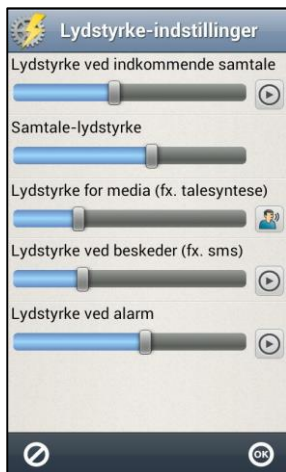 Lydstyrke-indstillinger
Lydstyrke ved indkommende samtale
Samtale-lydstyrke
Lydstyrke for media (fx. talesyntese)
Lydstyrke ved beskeder (fx. sms)
Lydstyrke ved alarm
OK